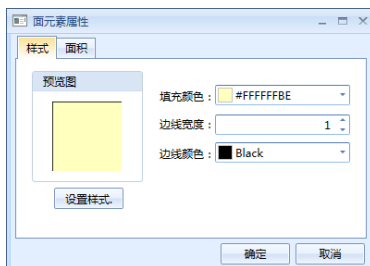 面元素属性
样式 面积
预览图
填充颜色： #FFFFFFBE
边线宽度： 1
边线颜色： Black
设置样式.
确定 取消